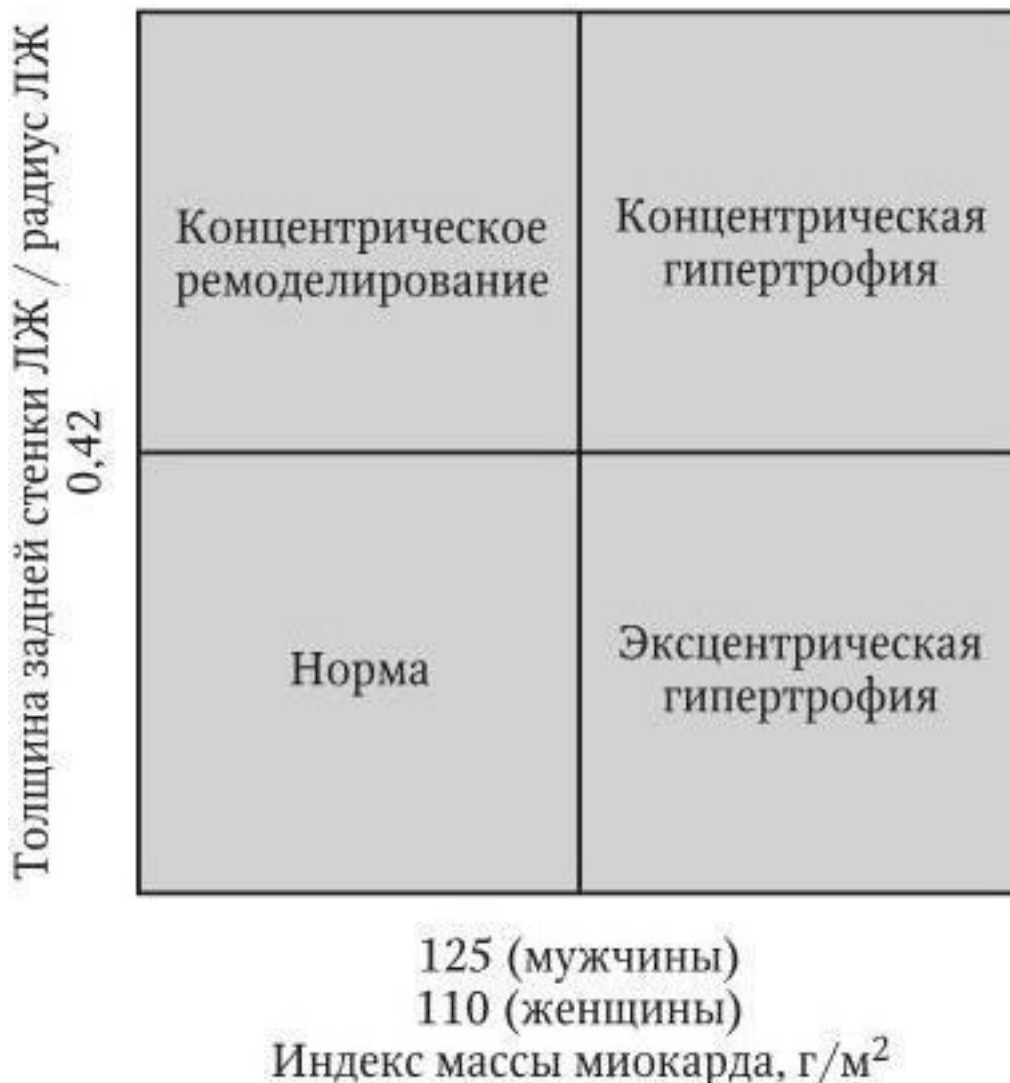 Толщина задней стенки ЛЖ / радиус ЛЖ
0,42
Концентрическое
ремоделирование
Концентрическая
гипертрофия
Норма
Эксцентрическая
гипертрофия
125 (мужчины)
110 (женщины)
Индекс массы миокарда, г/м²